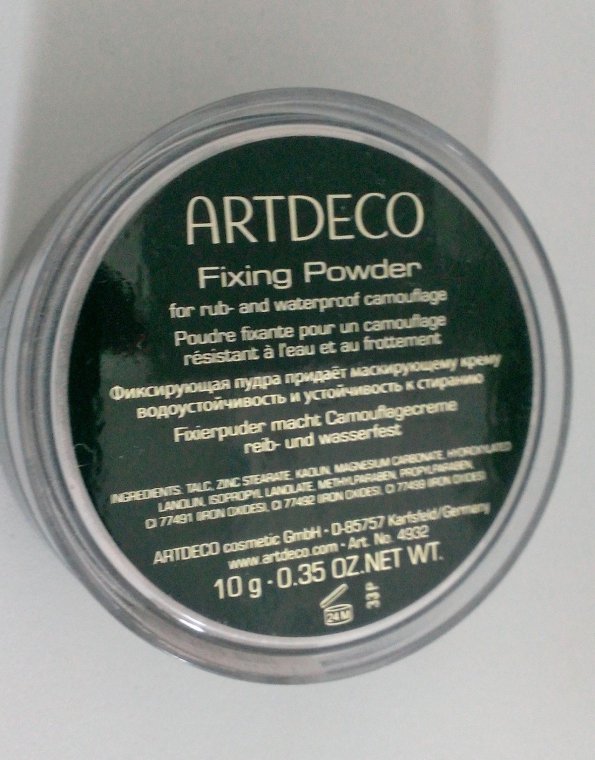 ARTDECO
Fixing Powder
for rub- and waterproof camouflage
Poudre fixante pour un camouflage
résistant à l'eau et au frottement
Фиксирующая пудра придаёт маскирующему крему
водоустойчивость и устойчивость к стиранию
Fixierpuder macht Camouflagecreme
reib- und wasserfest
INGREDIENTS: TALC, ZINC STEARATE, KAOLIN, MAGNESIUM CARBONATE, HYDROXYLATED
LANOLIN, ISOPROPYL LANOLATE, METHYLPARABEN, PROPYLPARABEN,
CI 77491 (IRON OXIDES), CI 77492 (IRON OXIDES), CI 77499 (IRON OXIDES)
ARTDECO cosmetic GmbH · D-85757 Karlsfeld/Germany
www.artdeco.com · Art. No. 4932
10 g · 0.35 OZ.NET WT.
24 M
33P